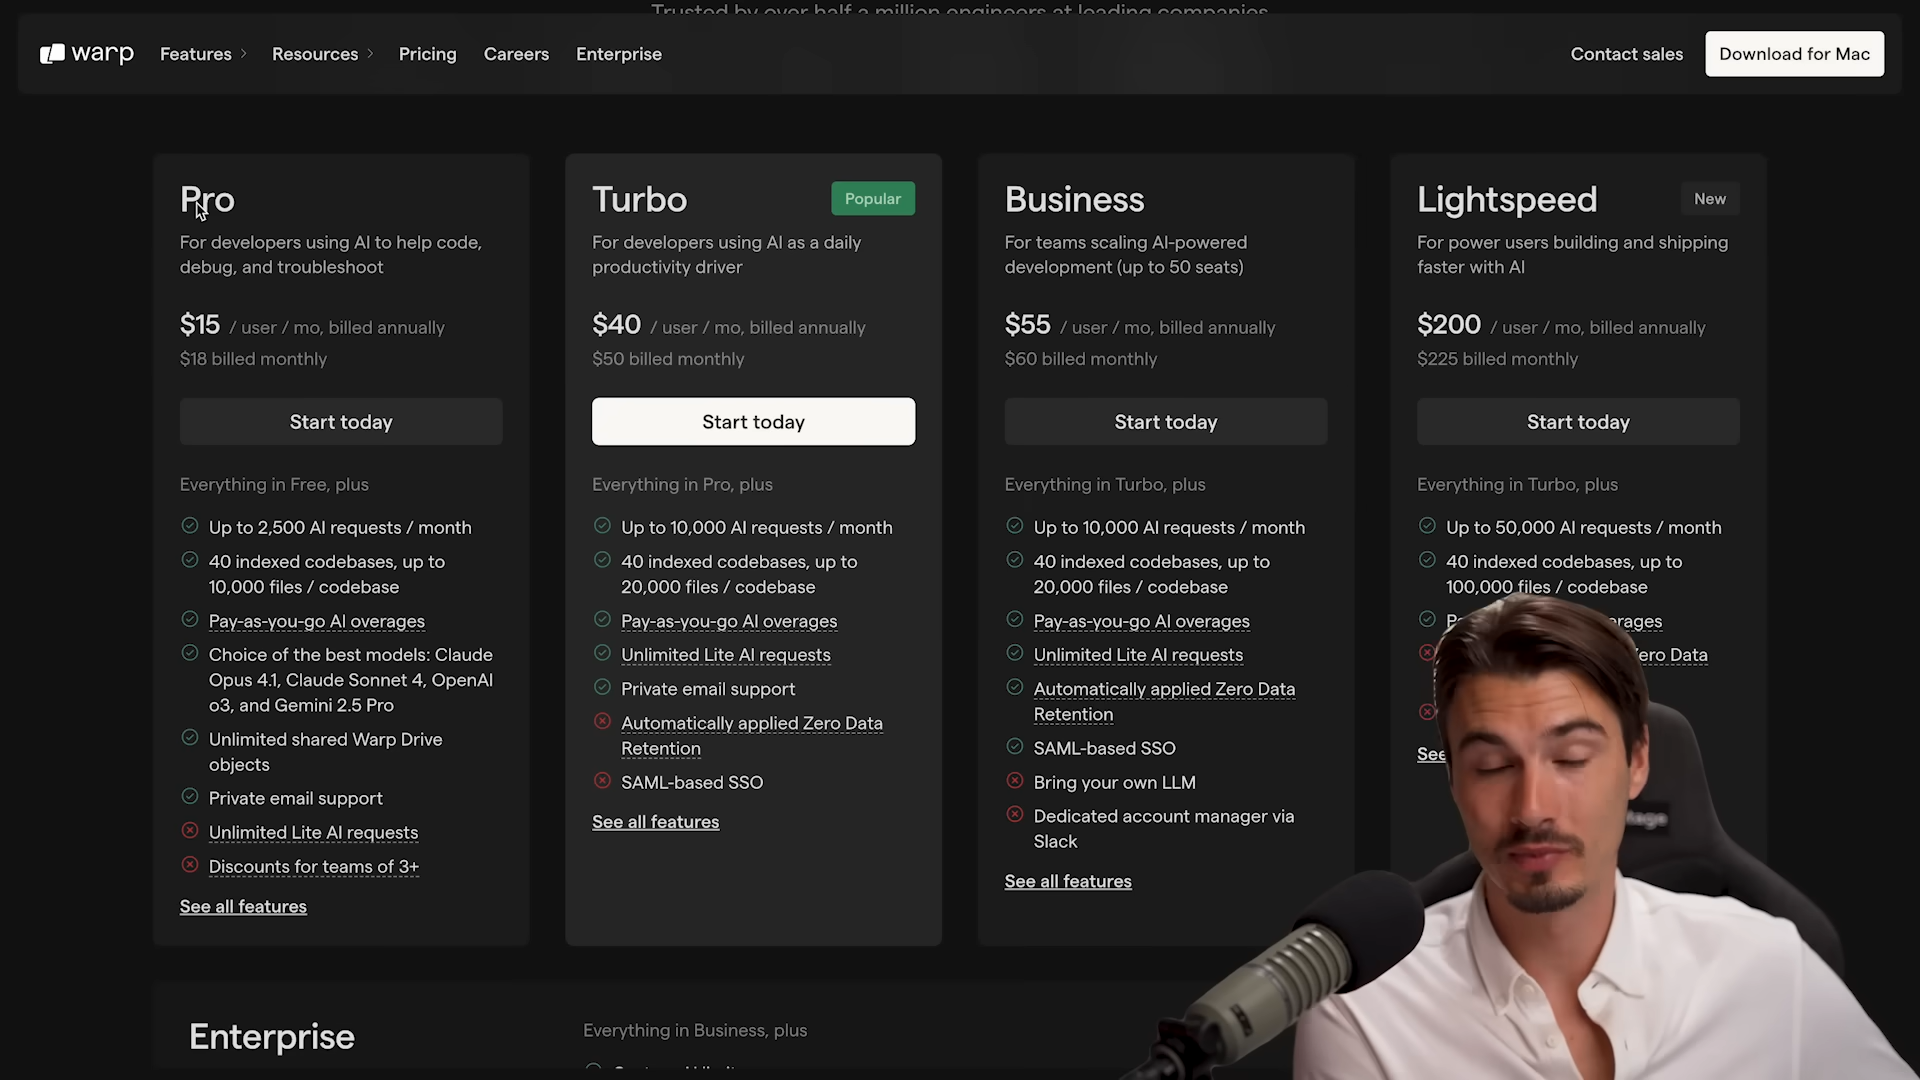 Trusted by over half a million engineers at leading companies
warp
Features
Resources
Pricing
Careers
Enterprise
Contact sales
Download for Mac
Pro
For developers using AI to help code,
debug, and troubleshoot
$15 / user / mo, billed annually
$18 billed monthly
Start today
Everything in Free, plus
Up to 2,500 AI requests / month
40 indexed codebases, up to
10,000 files / codebase
Pay-as-you-go AI overages
Choice of the best models: Claude
Opus 4.1, Claude Sonnet 4, OpenAI
o3, and Gemini 2.5 Pro
Unlimited shared Warp Drive
objects
Private email support
Unlimited Lite AI requests
Discounts for teams of 3+
See all features
Turbo
Popular
For developers using AI as a daily
productivity driver
$40 / user / mo, billed annually
$50 billed monthly
Start today
Everything in Pro, plus
Up to 10,000 AI requests / month
40 indexed codebases, up to
20,000 files / codebase
Pay-as-you-go AI overages
Unlimited Lite AI requests
Private email support
Automatically applied Zero Data
Retention
SAML-based SSO
See all features
Business
For teams scaling AI-powered
development (up to 50 seats)
$55 / user / mo, billed annually
$60 billed monthly
Start today
Everything in Turbo, plus
Up to 10,000 AI requests / month
40 indexed codebases, up to
20,000 files / codebase
Pay-as-you-go AI overages
Unlimited Lite AI requests
Automatically applied Zero Data
Retention
SAML-based SSO
Bring your own LLM
Dedicated account manager via
Slack
See all features
Lightspeed
New
For power users building and shipping
faster with AI
$200 / user / mo, billed annually
$225 billed monthly
Start today
Everything in Turbo, plus
Up to 50,000 AI requests / month
40 indexed codebases, up to
100,000 files / codebase
Zero Data
See
Enterprise
Everything in Business, plus